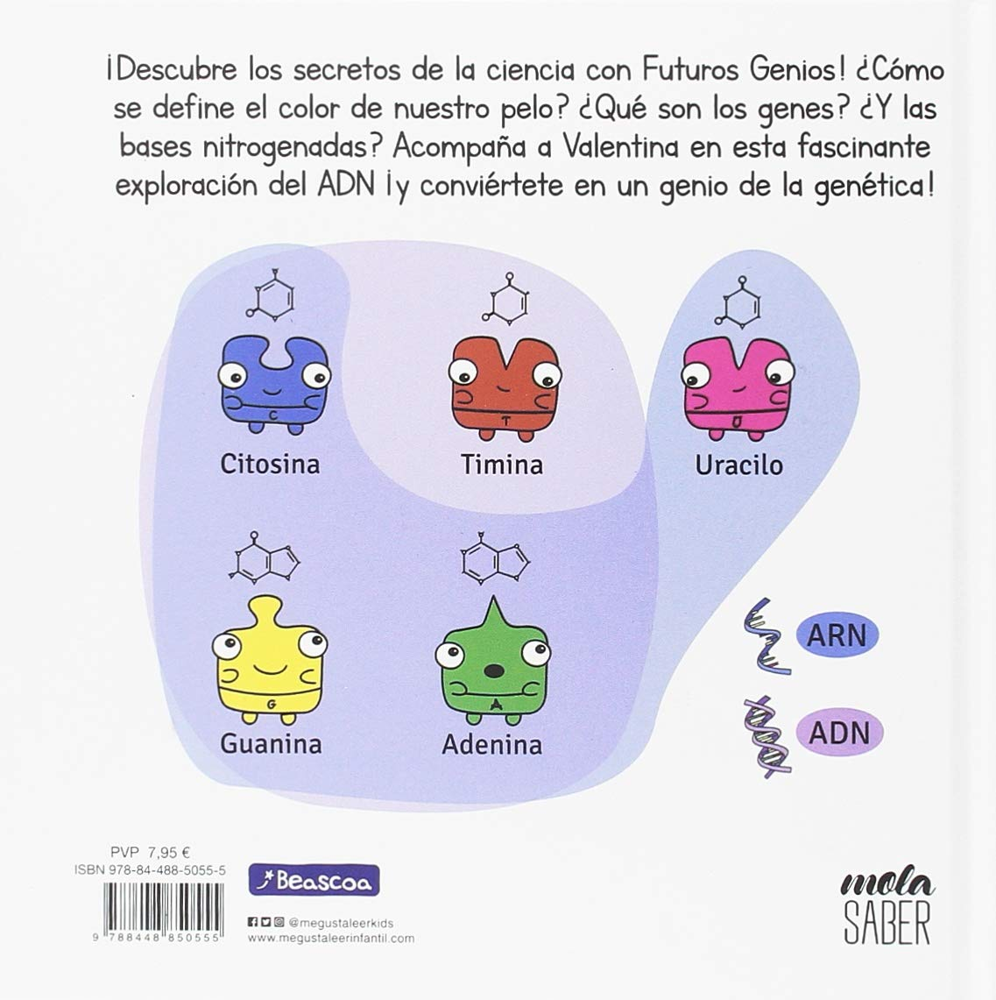 ¡Descubre los secretos de la ciencia con Futuros Genios! ¿Cómo
se define el color de nuestro pelo? ¿Qué son los genes? ¿Y las
bases nitrogenadas? Acompaña a Valentina en esta fascinante
exploración del ADN ¡y conviértete en un genio de la genética!
C
T
U
Citosina
Timina
Uracilo
G
A
Guanina
Adenina
ARN
ADN
PVP 7,95 €
ISBN 978-84-488-5055-5
9 788448 850555
Beascoa
@megustaleerkids
www.megustaleerinfantil.com
mola
SABER